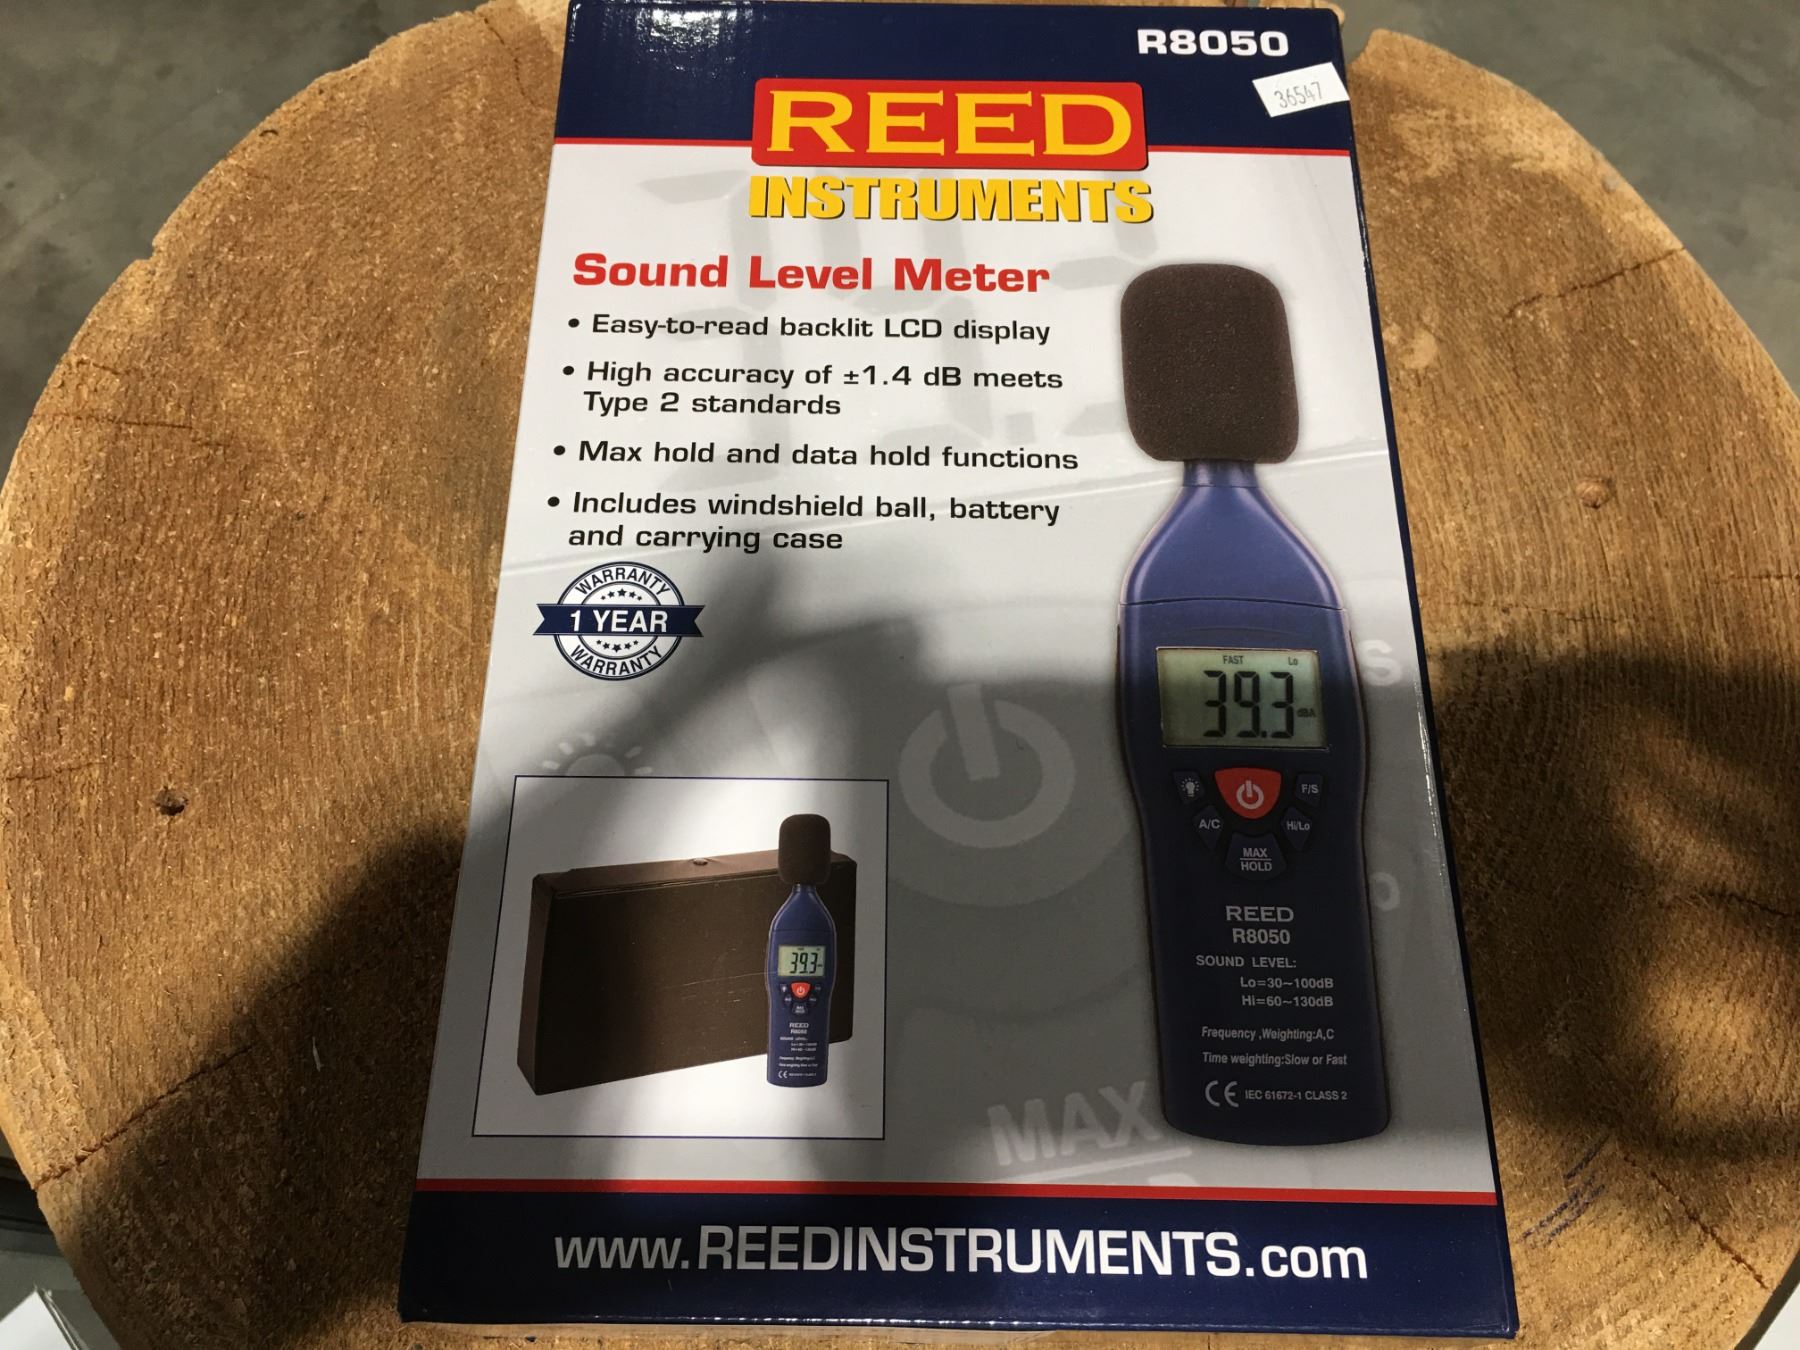 R8050
36547
REED
INSTRUMENTS
Sound Level Meter
• Easy-to-read backlit LCD display
• High accuracy of ±1.4 dB meets
Type 2 standards
• Max hold and data hold functions
• Includes windshield ball, battery
and carrying case
WARRANTY
1 YEAR
WARRANTY
FAST Lo
39.3 dBA
F/S
A/C
Hi/Lo
MAX
HOLD
REED
R8050
SOUND LEVEL:
Lo=30~100dB
Hi=60~130dB
Frequency ,Weighting:A,C
Time weighting:Slow or Fast
CE IEC 61672-1 CLASS 2
39.3
REED
R8050
MAX
www.REEDINSTRUMENTS.com